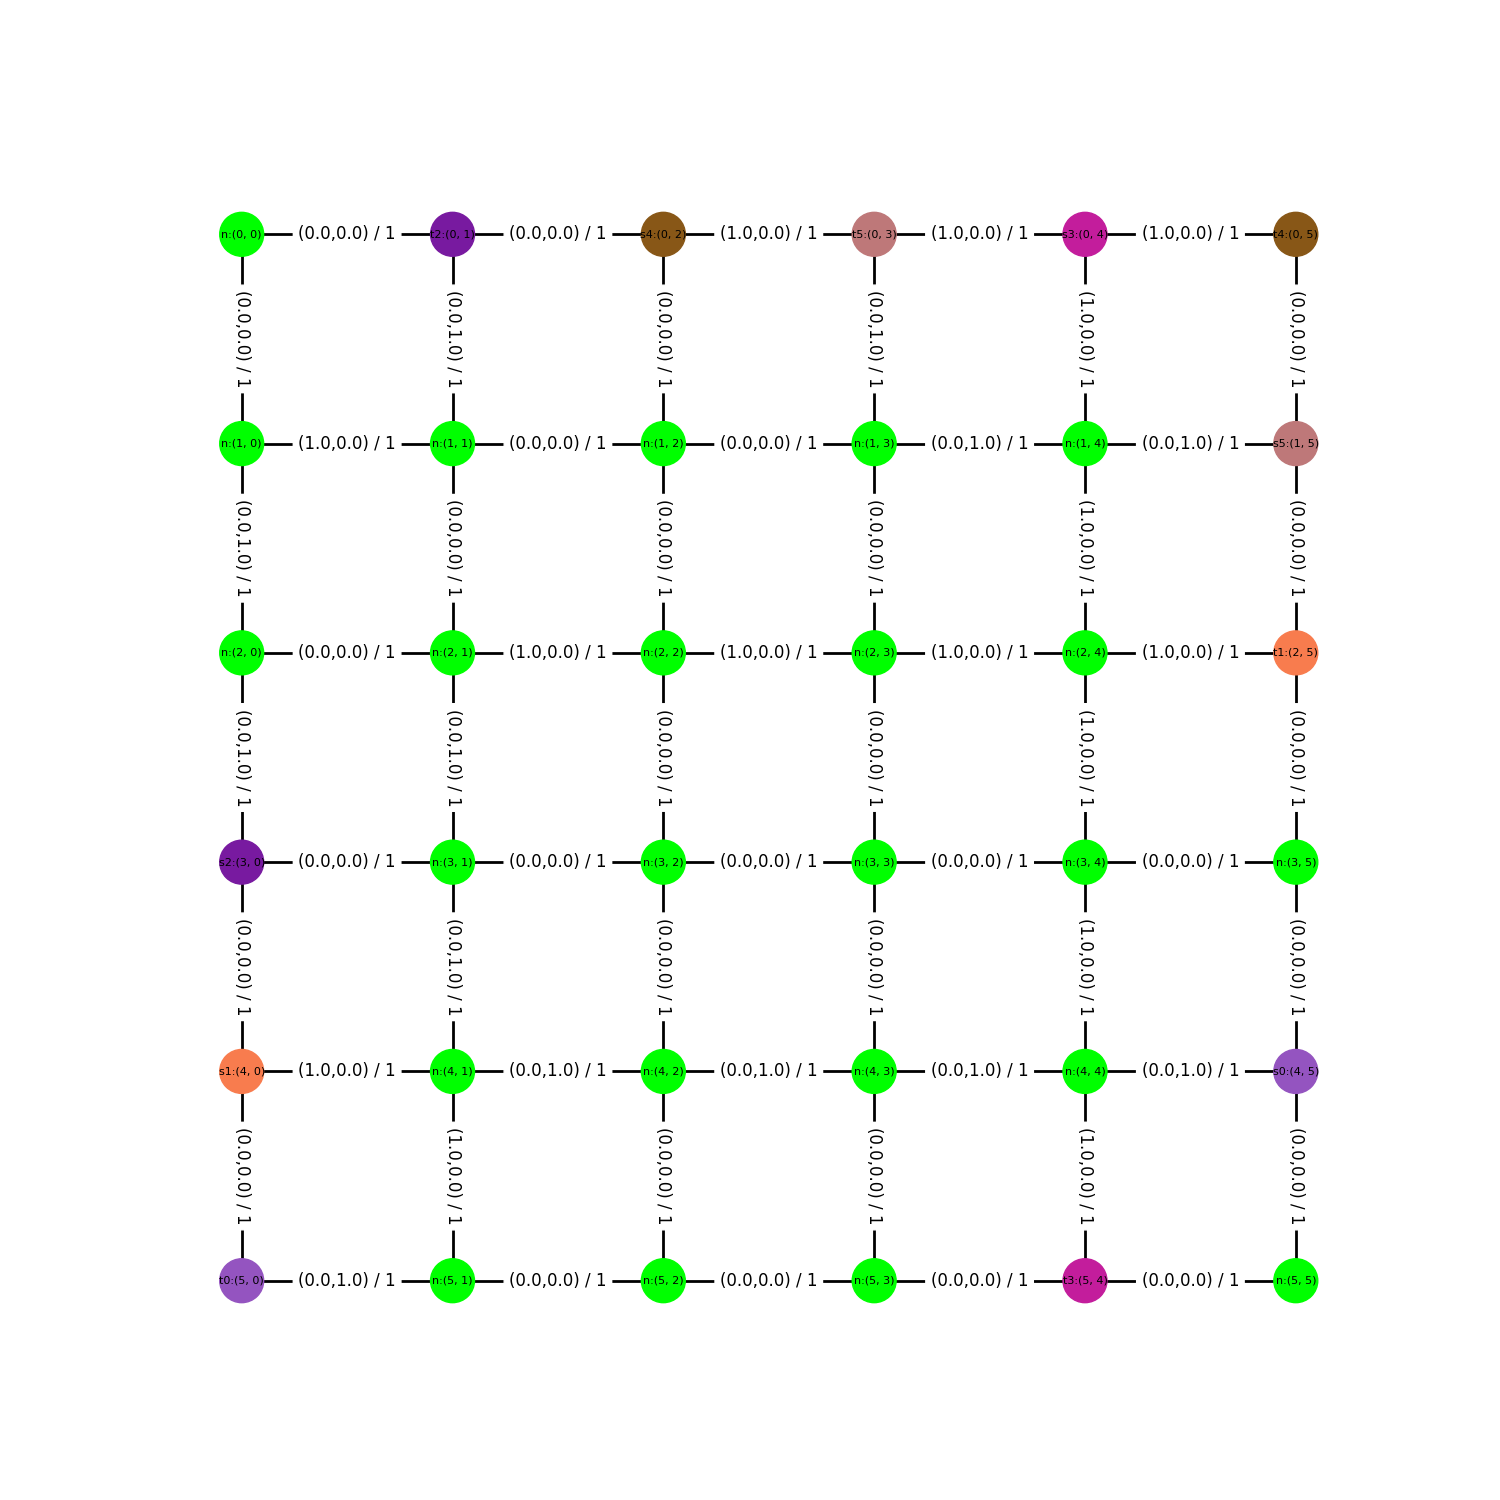 n:(0, 0) (0.0,0.0) / 1 t2:(0, 1) (0.0,0.0) / 1 s4:(0, 2) (1.0,0.0) / 1 t5:(0, 3) (1.0,0.0) / 1 s3:(0, 4) (1.0,0.0) / 1 t4:(0, 5)
(0.0,0.0) / 1 (0.0,1.0) / 1 (0.0,0.0) / 1 (0.0,1.0) / 1 (1.0,0.0) / 1 (0.0,0.0) / 1
n:(1, 0) (1.0,0.0) / 1 n:(1, 1) (0.0,0.0) / 1 n:(1, 2) (0.0,0.0) / 1 n:(1, 3) (0.0,1.0) / 1 n:(1, 4) (0.0,1.0) / 1 s5:(1, 5)
(0.0,1.0) / 1 (0.0,0.0) / 1 (0.0,0.0) / 1 (0.0,0.0) / 1 (1.0,0.0) / 1 (0.0,0.0) / 1
n:(2, 0) (0.0,0.0) / 1 n:(2, 1) (1.0,0.0) / 1 n:(2, 2) (1.0,0.0) / 1 n:(2, 3) (1.0,0.0) / 1 n:(2, 4) (1.0,0.0) / 1 t1:(2, 5)
(0.0,1.0) / 1 (0.0,1.0) / 1 (0.0,0.0) / 1 (0.0,0.0) / 1 (1.0,0.0) / 1 (0.0,0.0) / 1
s2:(3, 0) (0.0,0.0) / 1 n:(3, 1) (0.0,0.0) / 1 n:(3, 2) (0.0,0.0) / 1 n:(3, 3) (0.0,0.0) / 1 n:(3, 4) (0.0,0.0) / 1 n:(3, 5)
(0.0,0.0) / 1 (0.0,1.0) / 1 (0.0,0.0) / 1 (0.0,0.0) / 1 (1.0,0.0) / 1 (0.0,0.0) / 1
s1:(4, 0) (1.0,0.0) / 1 n:(4, 1) (0.0,1.0) / 1 n:(4, 2) (0.0,1.0) / 1 n:(4, 3) (0.0,1.0) / 1 n:(4, 4) (0.0,1.0) / 1 s0:(4, 5)
(0.0,0.0) / 1 (1.0,0.0) / 1 (0.0,0.0) / 1 (0.0,0.0) / 1 (1.0,0.0) / 1 (0.0,0.0) / 1
t0:(5, 0) (0.0,1.0) / 1 n:(5, 1) (0.0,0.0) / 1 n:(5, 2) (0.0,0.0) / 1 n:(5, 3) (0.0,0.0) / 1 t3:(5, 4) (0.0,0.0) / 1 n:(5, 5)